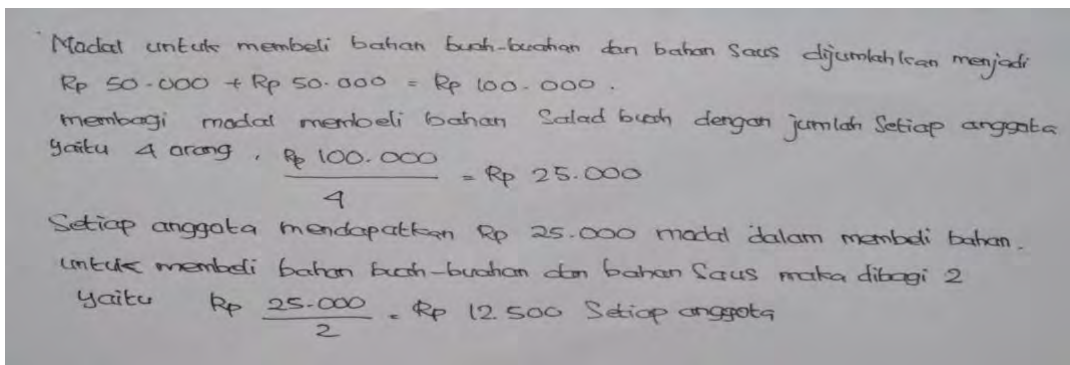 Modal untuk membeli bahan buah-buahan dan bahan Saus dijumlahkan menjadi
Rp 50.000 + Rp 50.000 = Rp 100.000.
membagi modal membeli bahan Salad buah dengan jumlah Setiap anggota
yaitu 4 orang, Rp 100.000 / 4 = Rp 25.000
Setiap anggota mendapatkan Rp 25.000 modal dalam membeli bahan.
untuk membeli bahan buah-buahan dan bahan Saus maka dibagi 2
yaitu Rp 25.000 / 2 = Rp 12.500 Setiap anggota